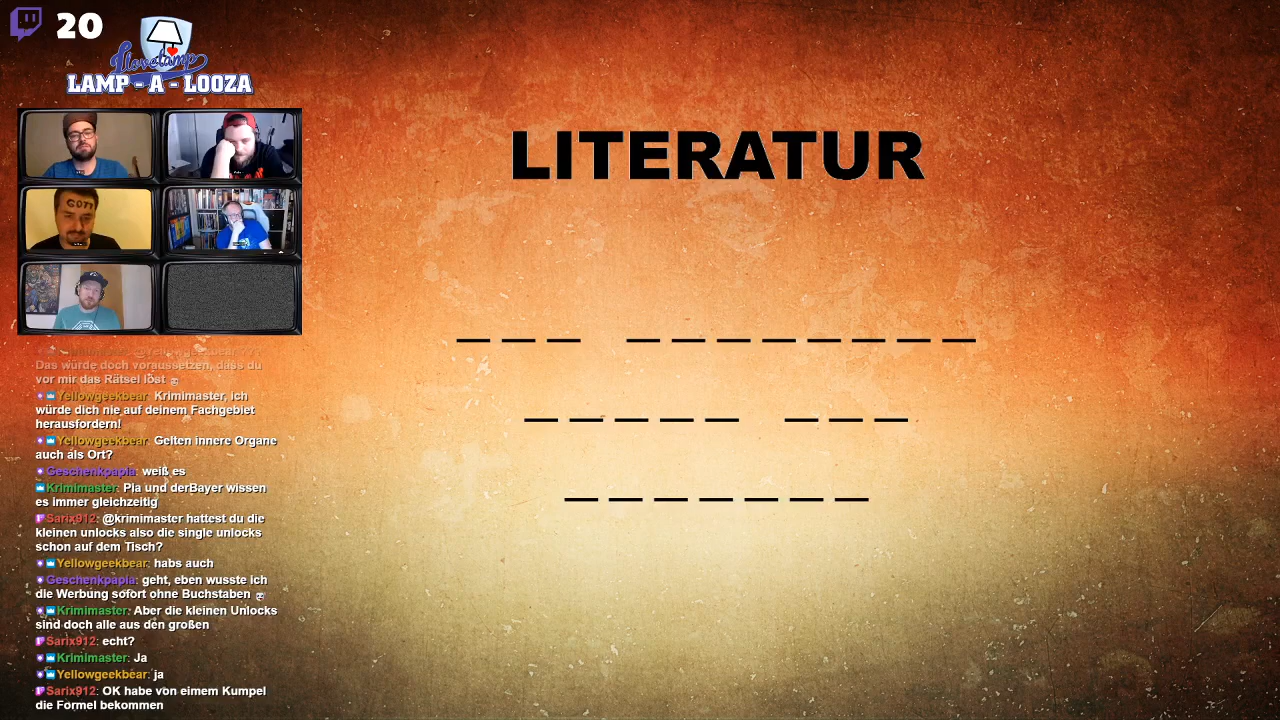 20
Ilovelamp
LAMP - A - LOOZA
GOTT
LITERATUR
_ _ _ _ _ _ _ _ _ _ _
_ _ _ _ _ _ _ _
_ _ _ _ _ _ _
Das würde doch voraussetzen, dass du
vor mir das Rätsel löst
Yellowgeekbear: Krimimaster, ich
würde dich nie auf deinem Fachgebiet
herausfordern!
Yellowgeekbear: Gelten innere Organe
auch als Ort?
Geschenkpapia: weiß es
Krimimaster: Pia und derBayer wissen
es immer gleichzeitig
Sarix912: @krimimaster hattest du die
kleinen unlocks also die single unlocks
schon auf dem Tisch?
Yellowgeekbear: habs auch
Geschenkpapia: geht, eben wusste ich
die Werbung sofort ohne Buchstaben
Krimimaster: Aber die kleinen Unlocks
sind doch alle aus den großen
Sarix912: echt?
Krimimaster: Ja
Yellowgeekbear: ja
Sarix912: OK habe von eimem Kumpel
die Formel bekommen